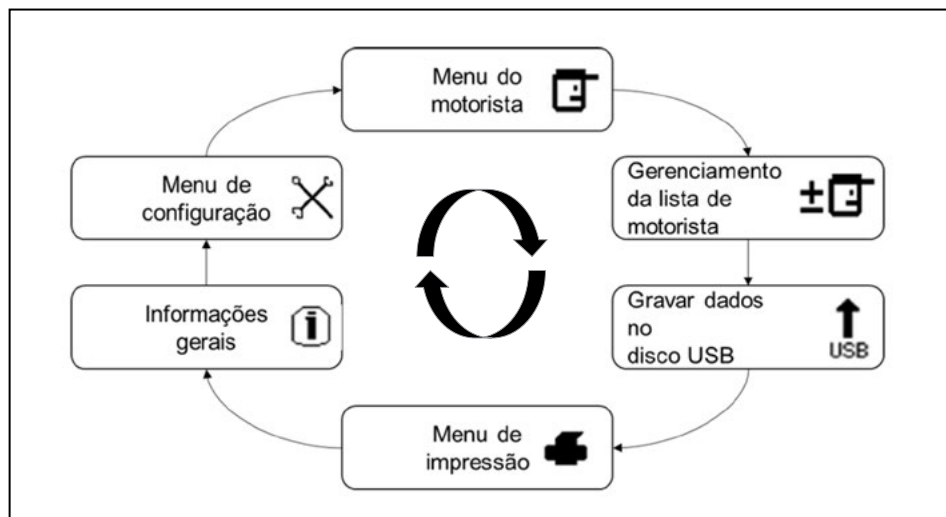 Menu do
motorista
Gerenciamento
da lista de
motorista
Gravar dados
no
disco USB
USB
Menu de
impressão
Informações
gerais
Menu de
configuração